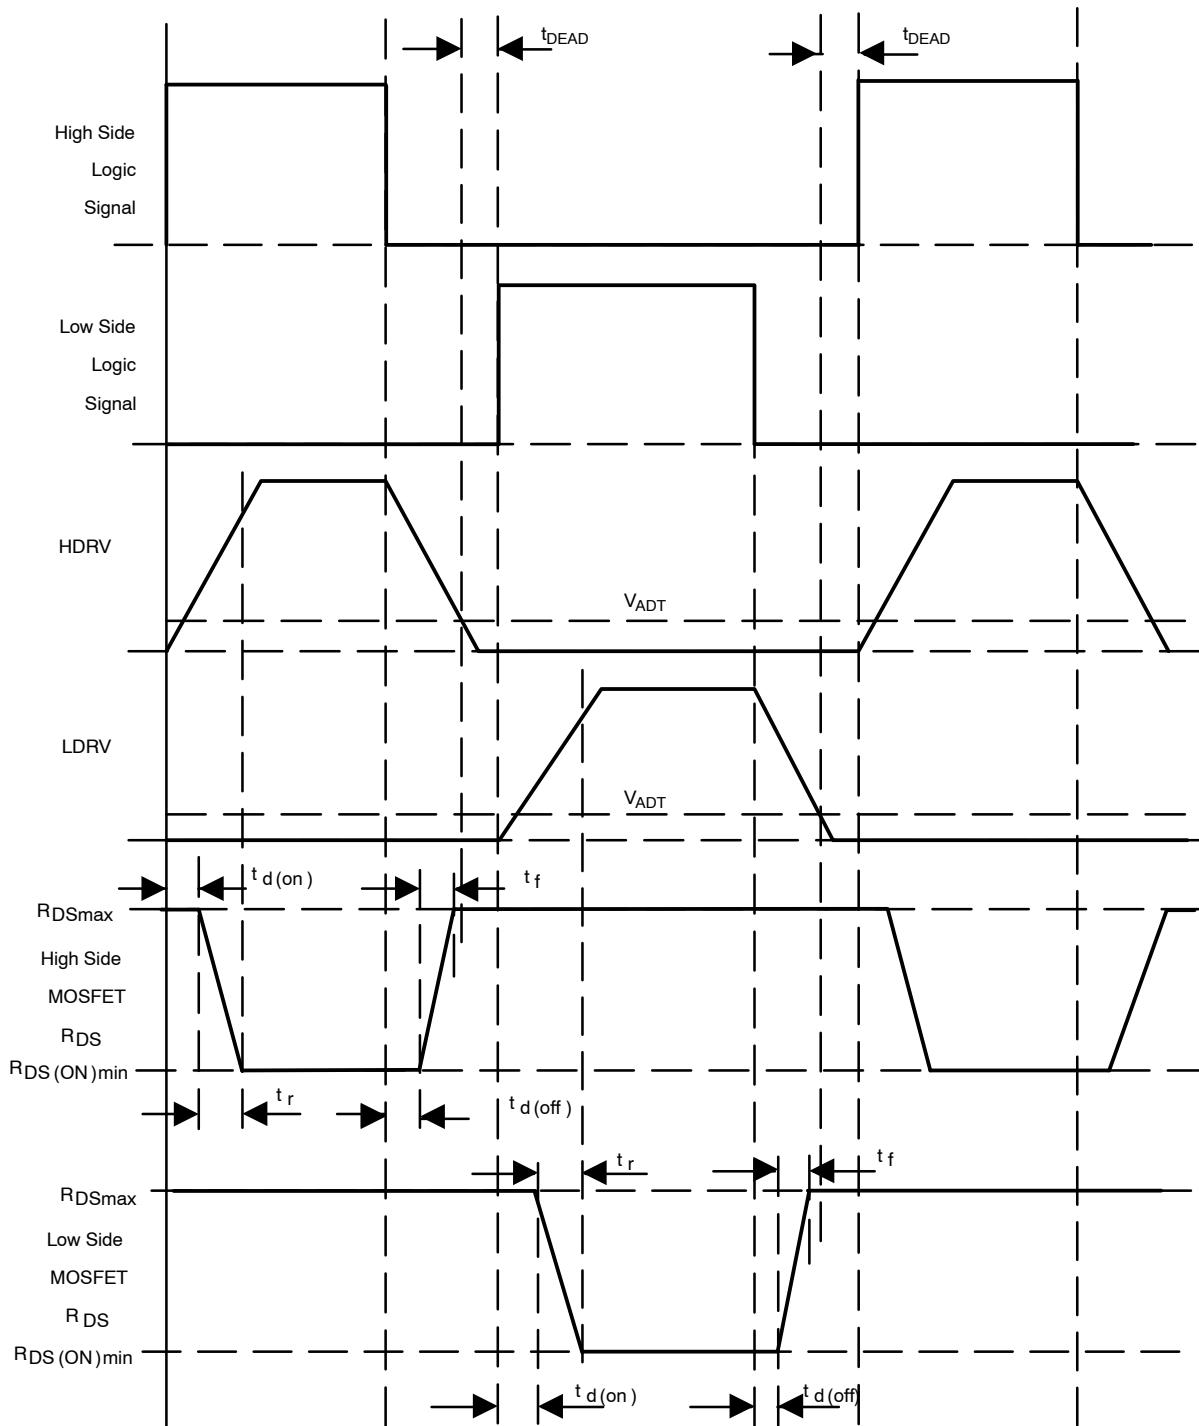 tDEAD tDEAD
High Side
Logic
Signal
Low Side
Logic
Signal
HDRV
VADT
LDRV
VADT
t d (on) t f
RDSmax
High Side
MOSFET
RDS
RDS (ON) min
t r t d (off)
t r t f
RDSmax
Low Side
MOSFET
R DS
RDS (ON) min
t d (on) t d (off)